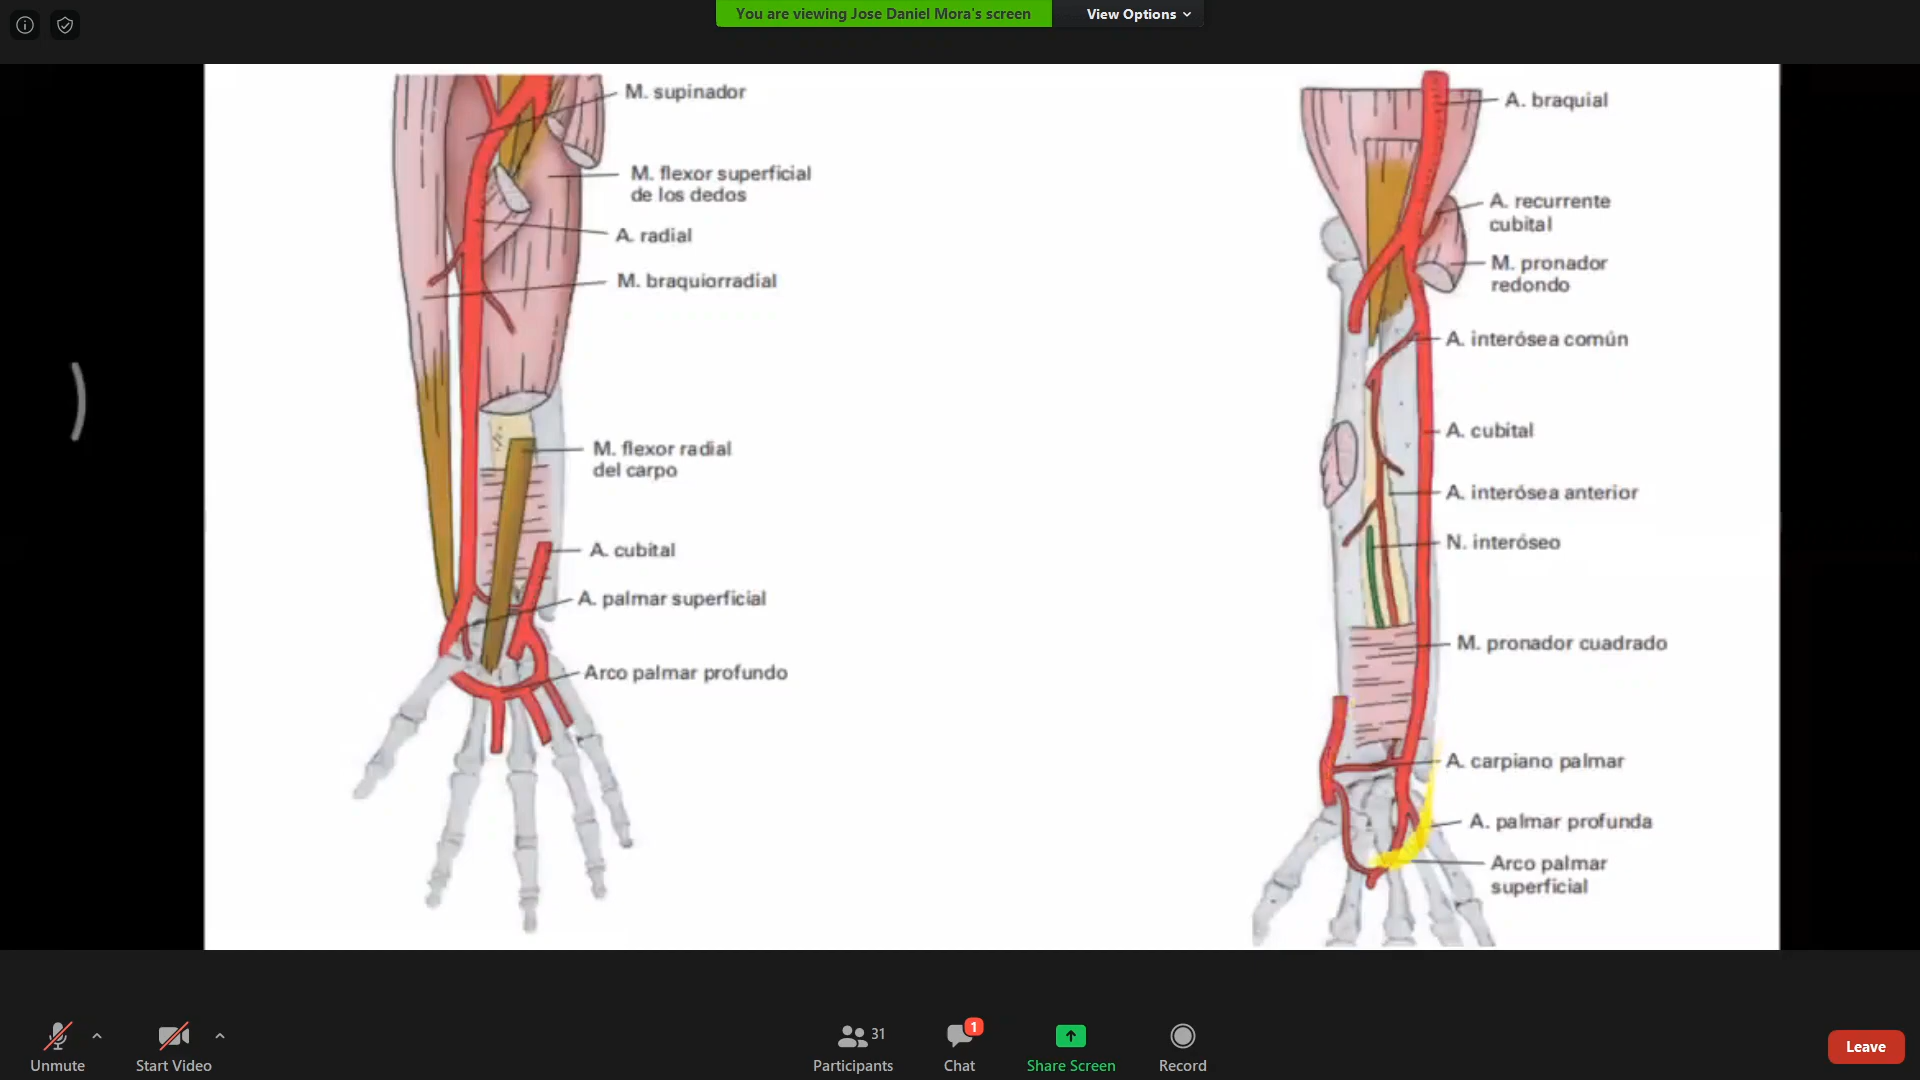 You are viewing Jose Daniel Mora's screen
View Options
M. supinador
M. flexor superficial
de los dedos
A. radial
M. braquiorradial
M. flexor radial
del carpo
A. cubital
A. palmar superficial
Arco palmar profundo
A. braquial
A. recurrente
cubital
M. pronador
redondo
A. interósea común
A. cubital
A. interósea anterior
N. interóseo
M. pronador cuadrado
A. carpiano palmar
A. palmar profunda
Arco palmar
superficial
Unmute
Start Video
31
Participants
1
Chat
Share Screen
Record
Leave